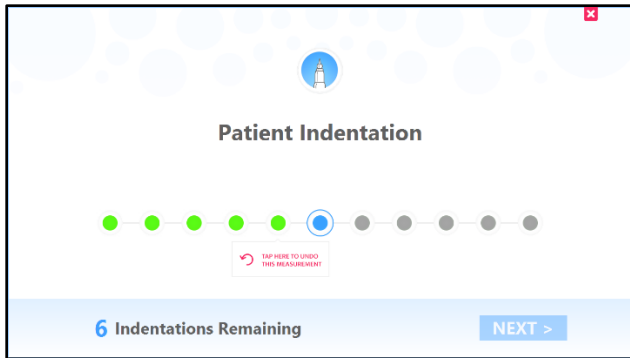 Patient Indentation
TAP HERE TO UNDO
THIS MEASUREMENT
6 Indentations Remaining
NEXT >